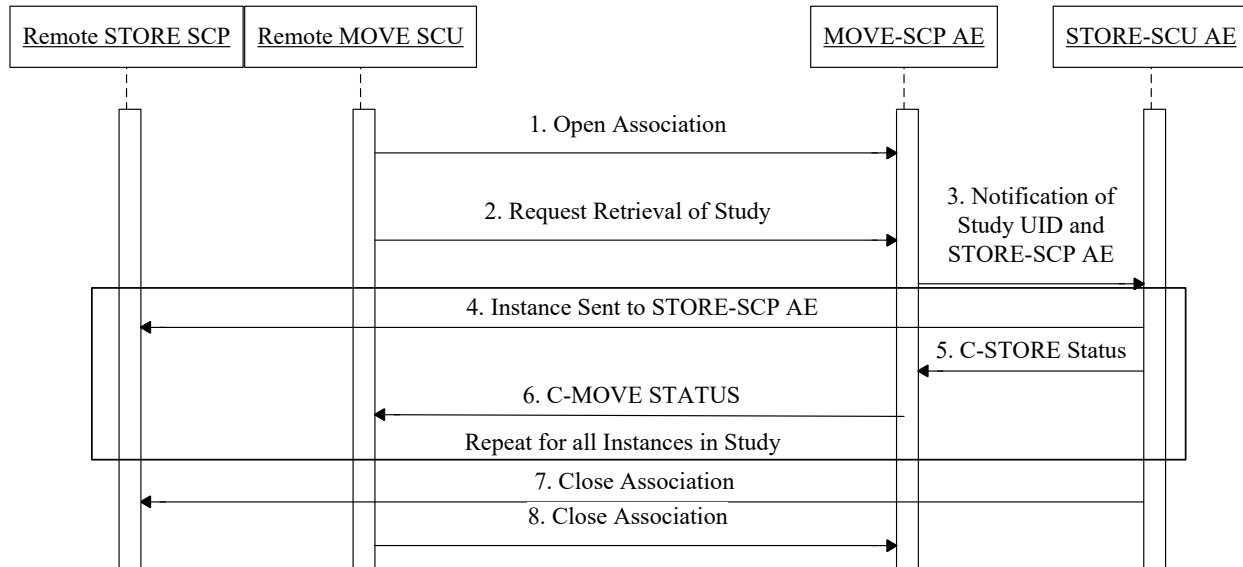 Remote STORE SCP
Remote MOVE SCU
MOVE-SCP AE
STORE-SCU AE
1. Open Association
2. Request Retrieval of Study
3. Notification of
Study UID and
STORE-SCP AE
4. Instance Sent to STORE-SCP AE
5. C-STORE Status
6. C-MOVE STATUS
Repeat for all Instances in Study
7. Close Association
8. Close Association